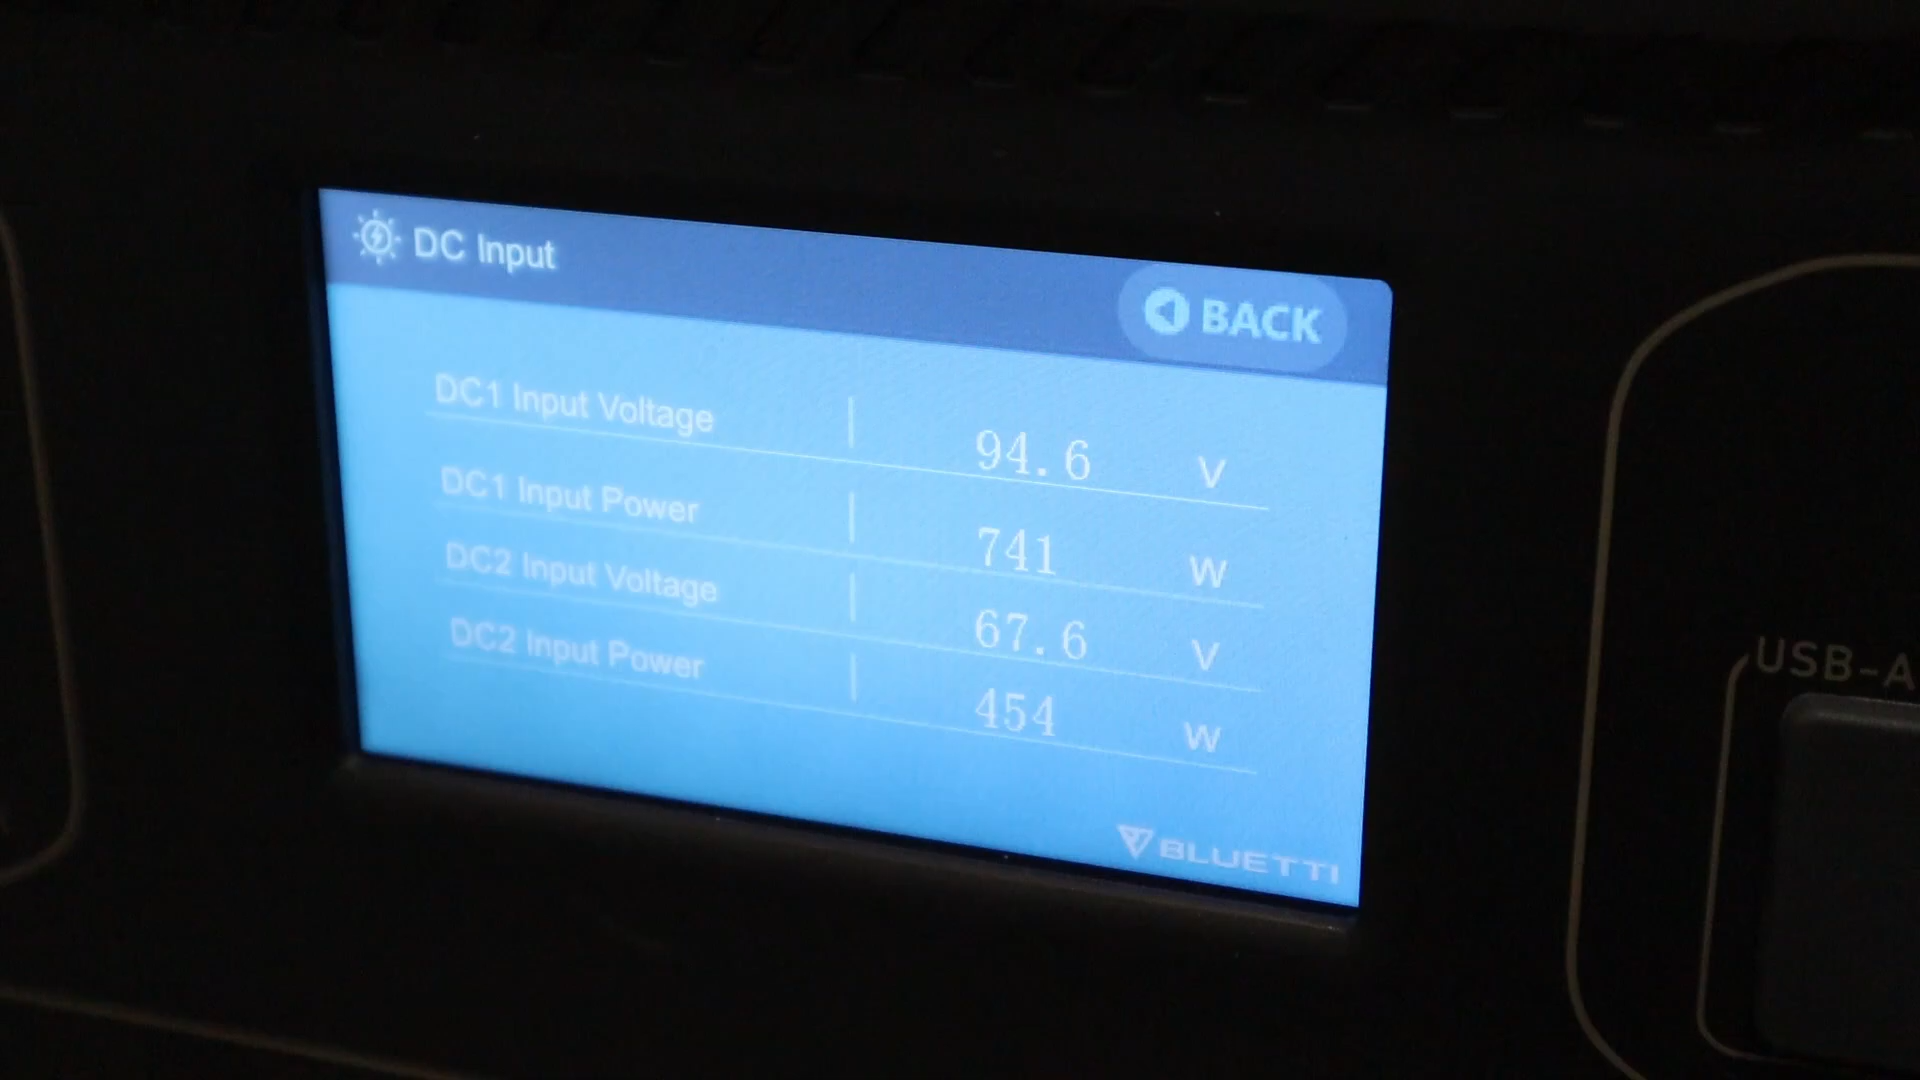 DC Input
BACK
DC1 Input Voltage 94.6 V
DC1 Input Power 741 W
DC2 Input Voltage 67.6 V
DC2 Input Power 454 W
BLUETTI
USB-A